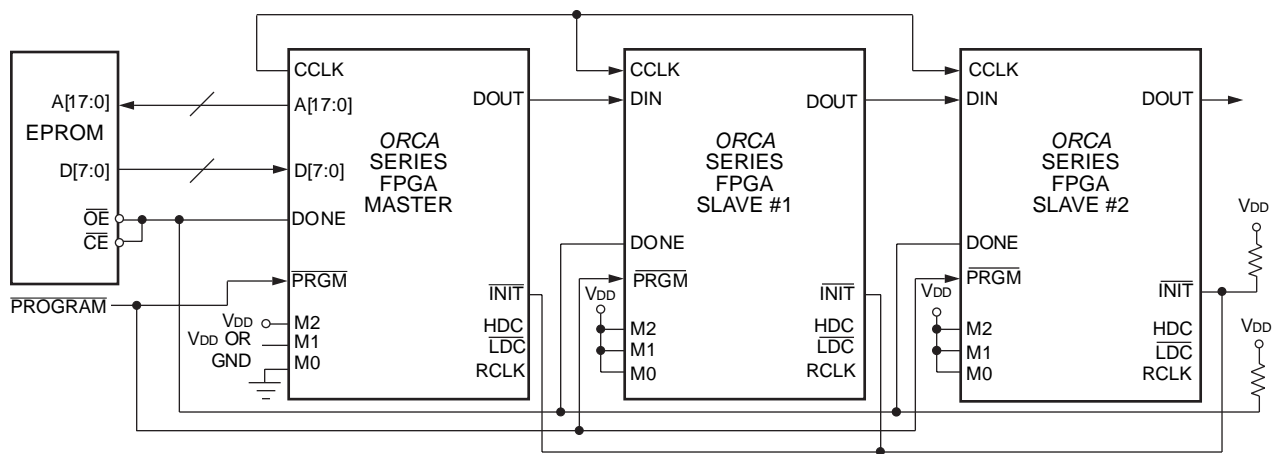 A[17:0]
EPROM
D[7:0]
OE
CE
PROGRAM
VDD
VDD OR
GND
CCLK
A[17:0]
DOUT
ORCA
SERIES
FPGA
MASTER
D[7:0]
DONE
PRGM
INIT
M2
HDC
M1
LDC
M0
RCLK
CCLK
DIN
DOUT
ORCA
SERIES
FPGA
SLAVE #1
DONE
PRGM
VDD
INIT
M2
HDC
M1
LDC
M0
RCLK
CCLK
DIN
DOUT
ORCA
SERIES
FPGA
SLAVE #2
DONE
PRGM
VDD
INIT
M2
HDC
M1
LDC
M0
RCLK
VDD
VDD